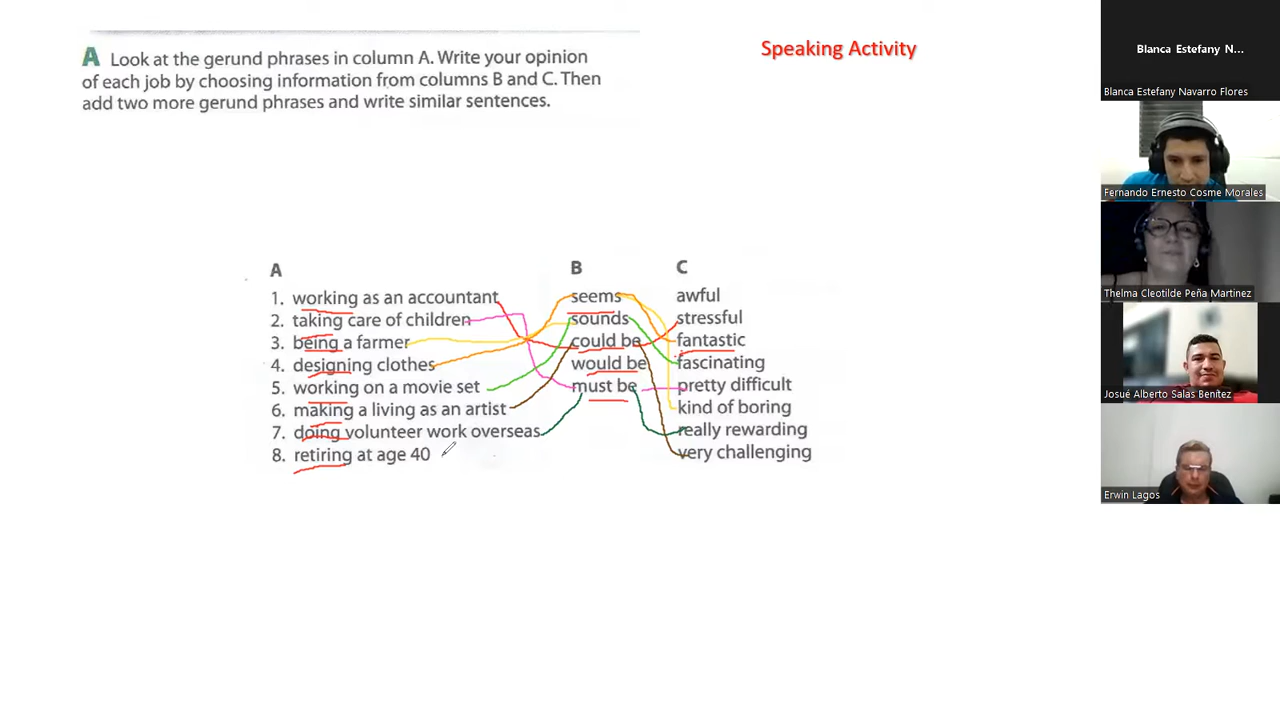 A Look at the gerund phrases in column A. Write your opinion
of each job by choosing information from columns B and C. Then
add two more gerund phrases and write similar sentences.
Speaking Activity
A B C
1. working as an accountant seems awful
2. taking care of children sounds stressful
3. being a farmer could be fantastic
4. designing clothes would be fascinating
5. working on a movie set must be pretty difficult
6. making a living as an artist kind of boring
7. doing volunteer work overseas really rewarding
8. retiring at age 40 very challenging
Blanca Estefany N...
Blanca Estefany Navarro Flores
Fernando Ernesto Cosme Morales
Thelma Cleotilde Peña Martinez
Josué Alberto Salas Benítez
Erwin Lagos